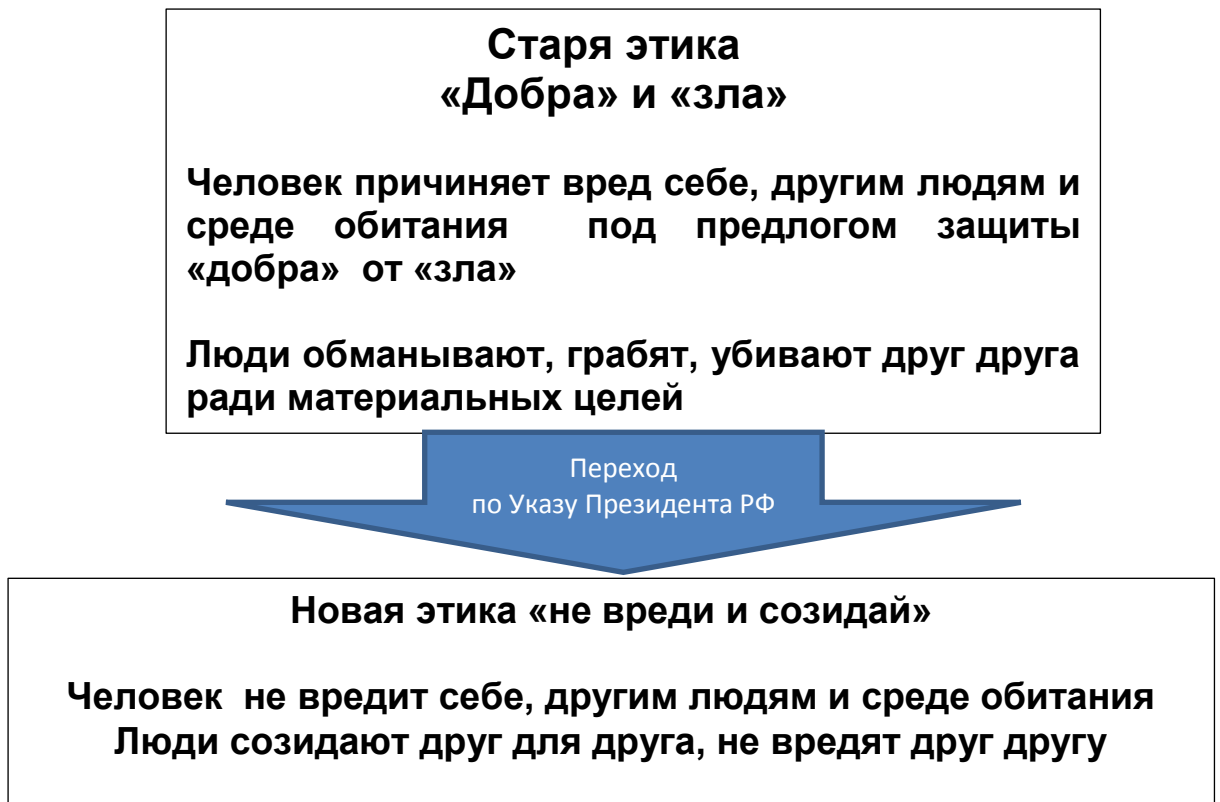 Старя этика
«Добра» и «зла»
Человек причиняет вред себе, другим людям и
среде обитания под предлогом защиты
«добра» от «зла»
Люди обманывают, грабят, убивают друг друга
ради материальных целей
Переход
по Указу Президента РФ
Новая этика «не вреди и созидай»
Человек не вредит себе, другим людям и среде обитания
Люди созидают друг для друга, не вредят друг другу